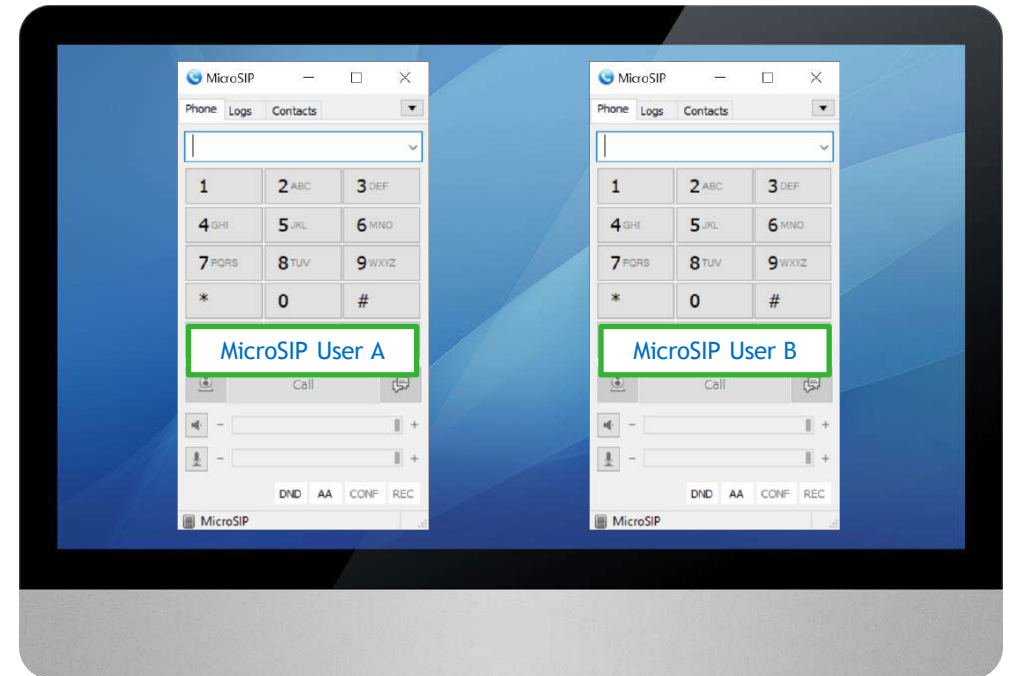 MicroSIP
Phone Logs Contacts
1 2 ABC 3 DEF
4 GHI 5 JKL 6 MNO
7 PQRS 8 TUV 9 WXYZ
* 0 #
MicroSIP User A
Call
- +
- +
DND AA CONF REC
MicroSIP
MicroSIP
Phone Logs Contacts
1 2 ABC 3 DEF
4 GHI 5 JKL 6 MNO
7 PQRS 8 TUV 9 WXYZ
* 0 #
MicroSIP User B
Call
- +
- +
DND AA CONF REC
MicroSIP